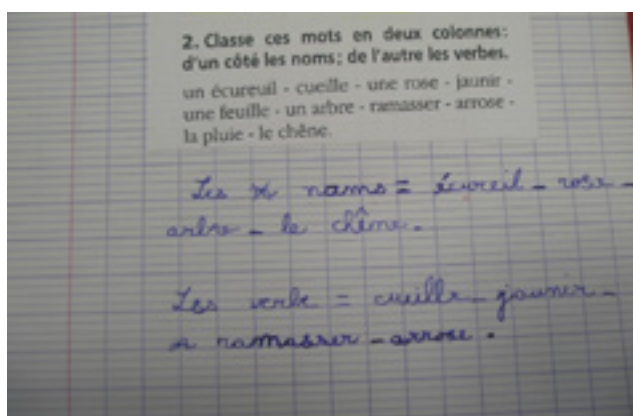 2. Classe ces mots en deux colonnes:
d'un côté les noms; de l'autre les verbes.
un écureuil - cueille - une rose - jaunir -
une feuille - un arbre - ramasser - arrose -
la pluie - le chêne.
Les noms = écureil - rose -
arbre - le chêne.
Les verbe = cueille - jaunir -
ramasser - arrose.